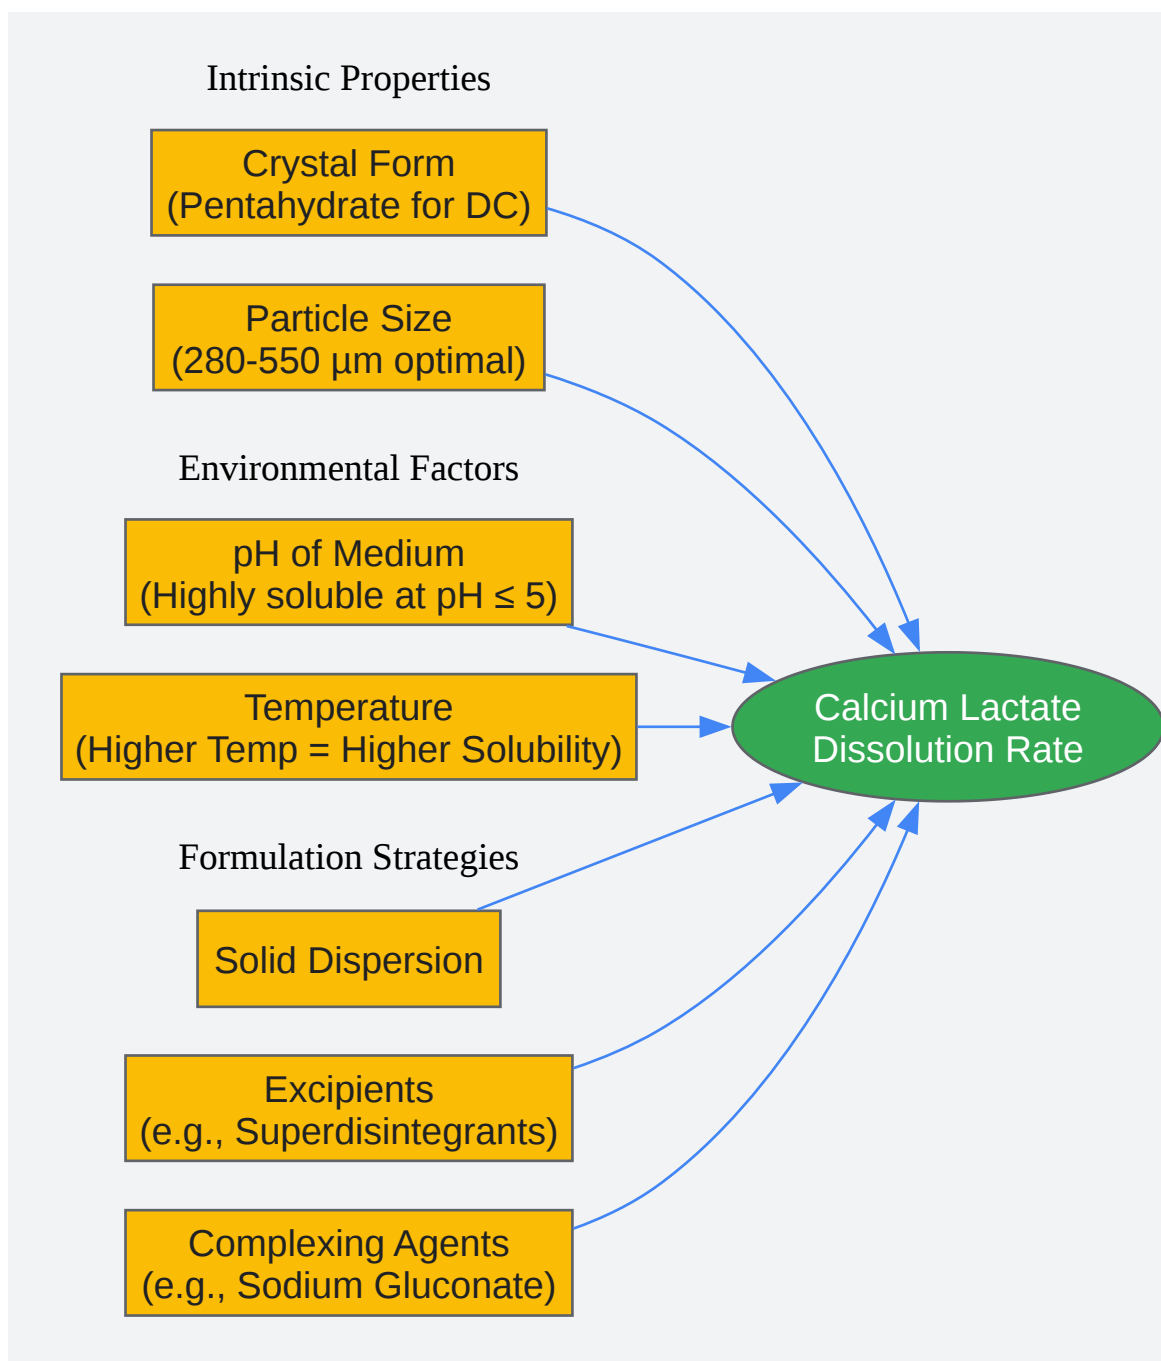 Intrinsic Properties
Crystal Form
(Pentahydrate for DC)
Particle Size
(280-550 µm optimal)
Environmental Factors
pH of Medium
(Highly soluble at pH ≤ 5)
Temperature
(Higher Temp = Higher Solubility)
Calcium Lactate
Dissolution Rate
Formulation Strategies
Solid Dispersion
Excipients
(e.g., Superdisintegrants)
Complexing Agents
(e.g., Sodium Gluconate)